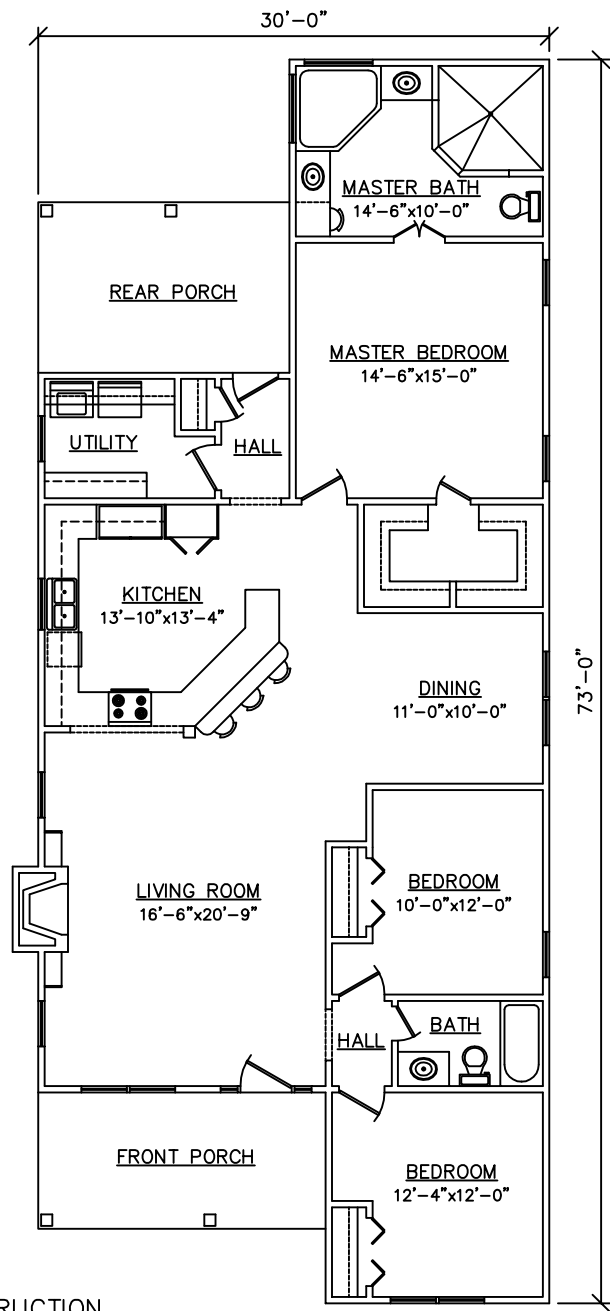 30'-0"
MASTER BATH
14'-6"x10'-0"
REAR PORCH
MASTER BEDROOM
14'-6"x15'-0"
UTILITY
HALL
KITCHEN
13'-10"x13'-4"
DINING
11'-0"x10'-0"
73'-0"
LIVING ROOM
16'-6"x20'-9"
BEDROOM
10'-0"x12'-0"
HALL
BATH
FRONT PORCH
BEDROOM
12'-4"x12'-0"
RUCTION